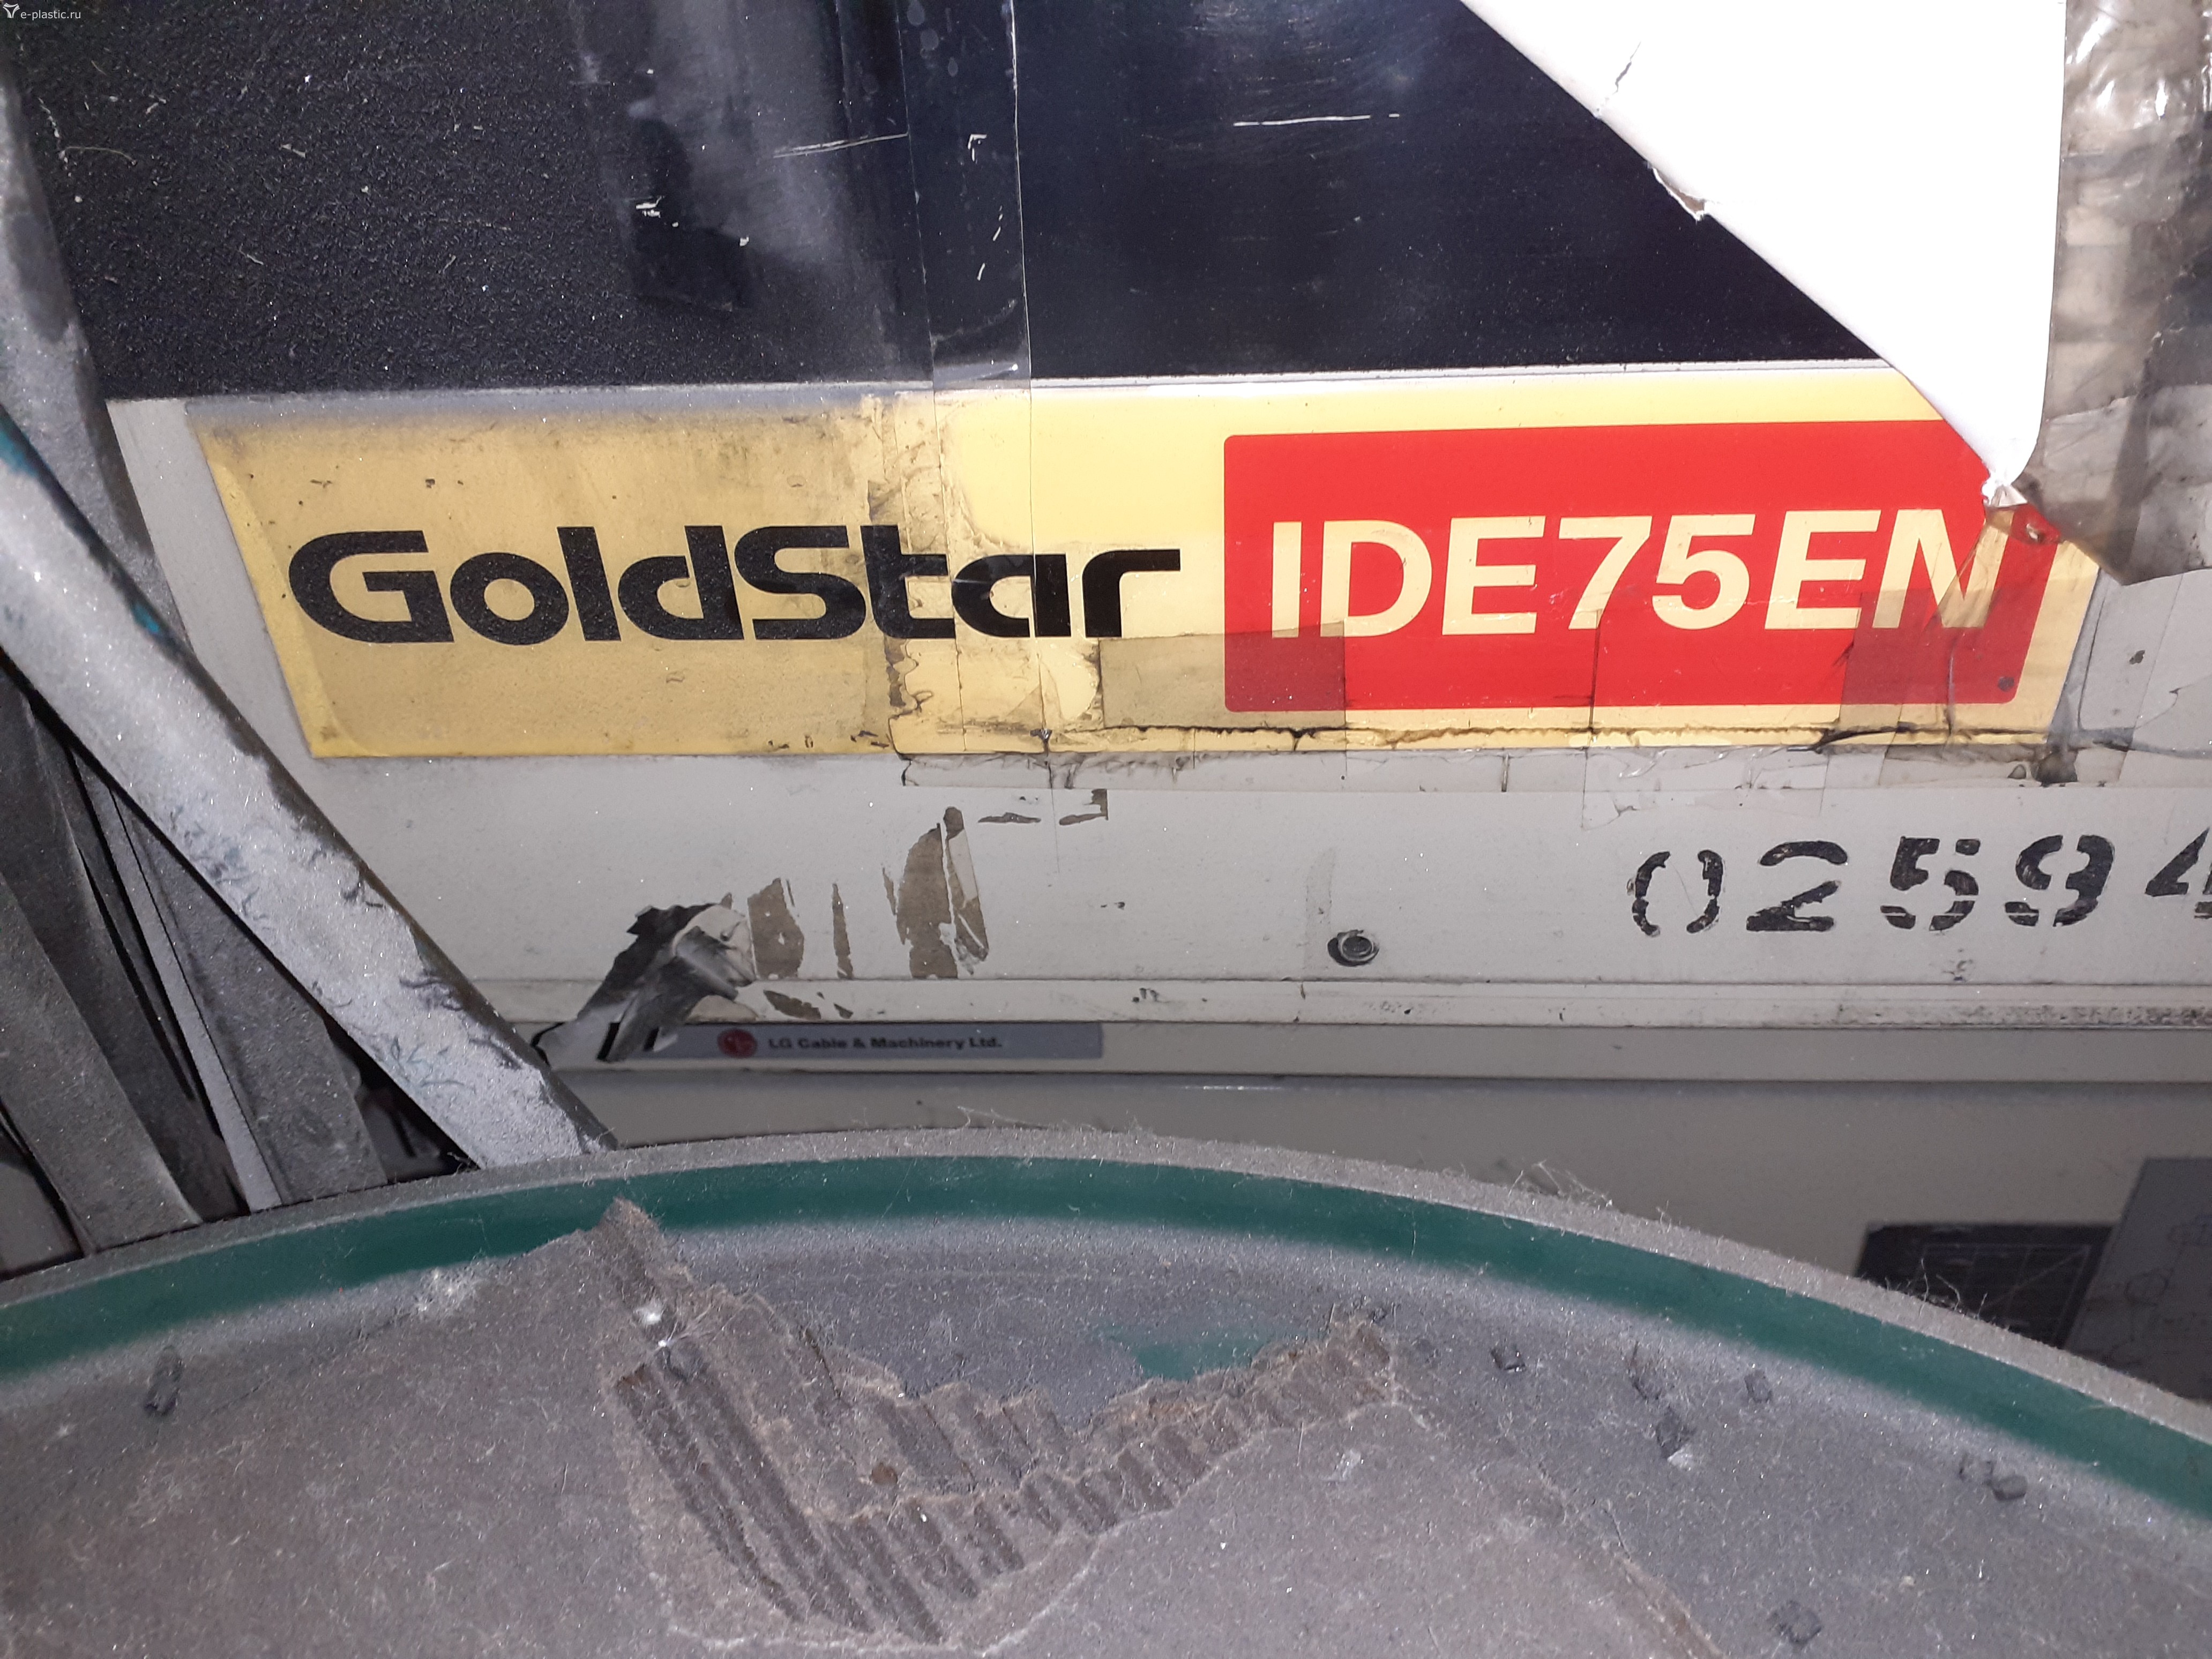 e-plastic.ru
GoldStar IDE75EN
02594
LG Cable & Machinery Ltd.